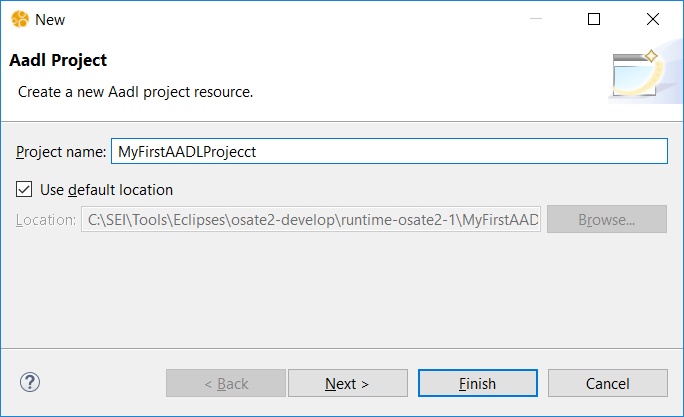 New
Aadl Project
Create a new Aadl project resource.
Project name: MyFirstAADLProjecct
Use default location
Location: C:\SEI\Tools\Eclipses\osate2-develop\runtime-osate2-1\MyFirstAAD Browse...
? < Back Next > Finish Cancel